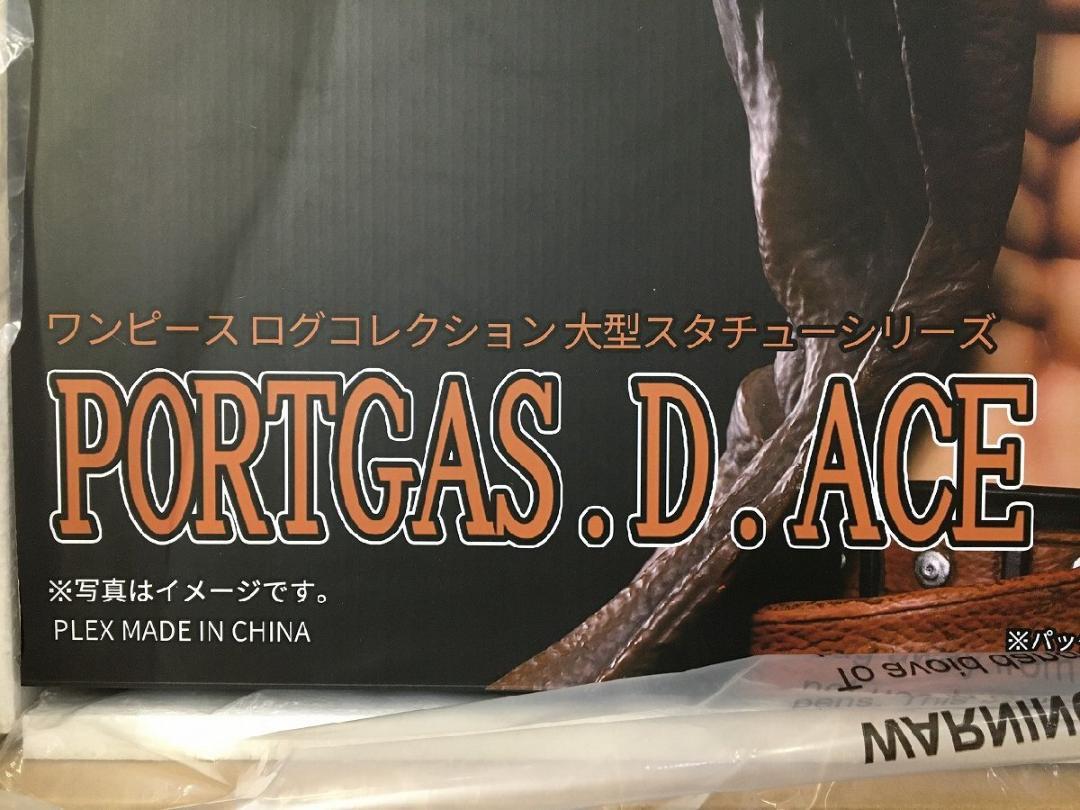 ワンピース ログコレクション 大型スタチューシリーズ
PORTGAS.D.ACE
※写真はイメージです。
PLEX MADE IN CHINA
To avoid
WARNING